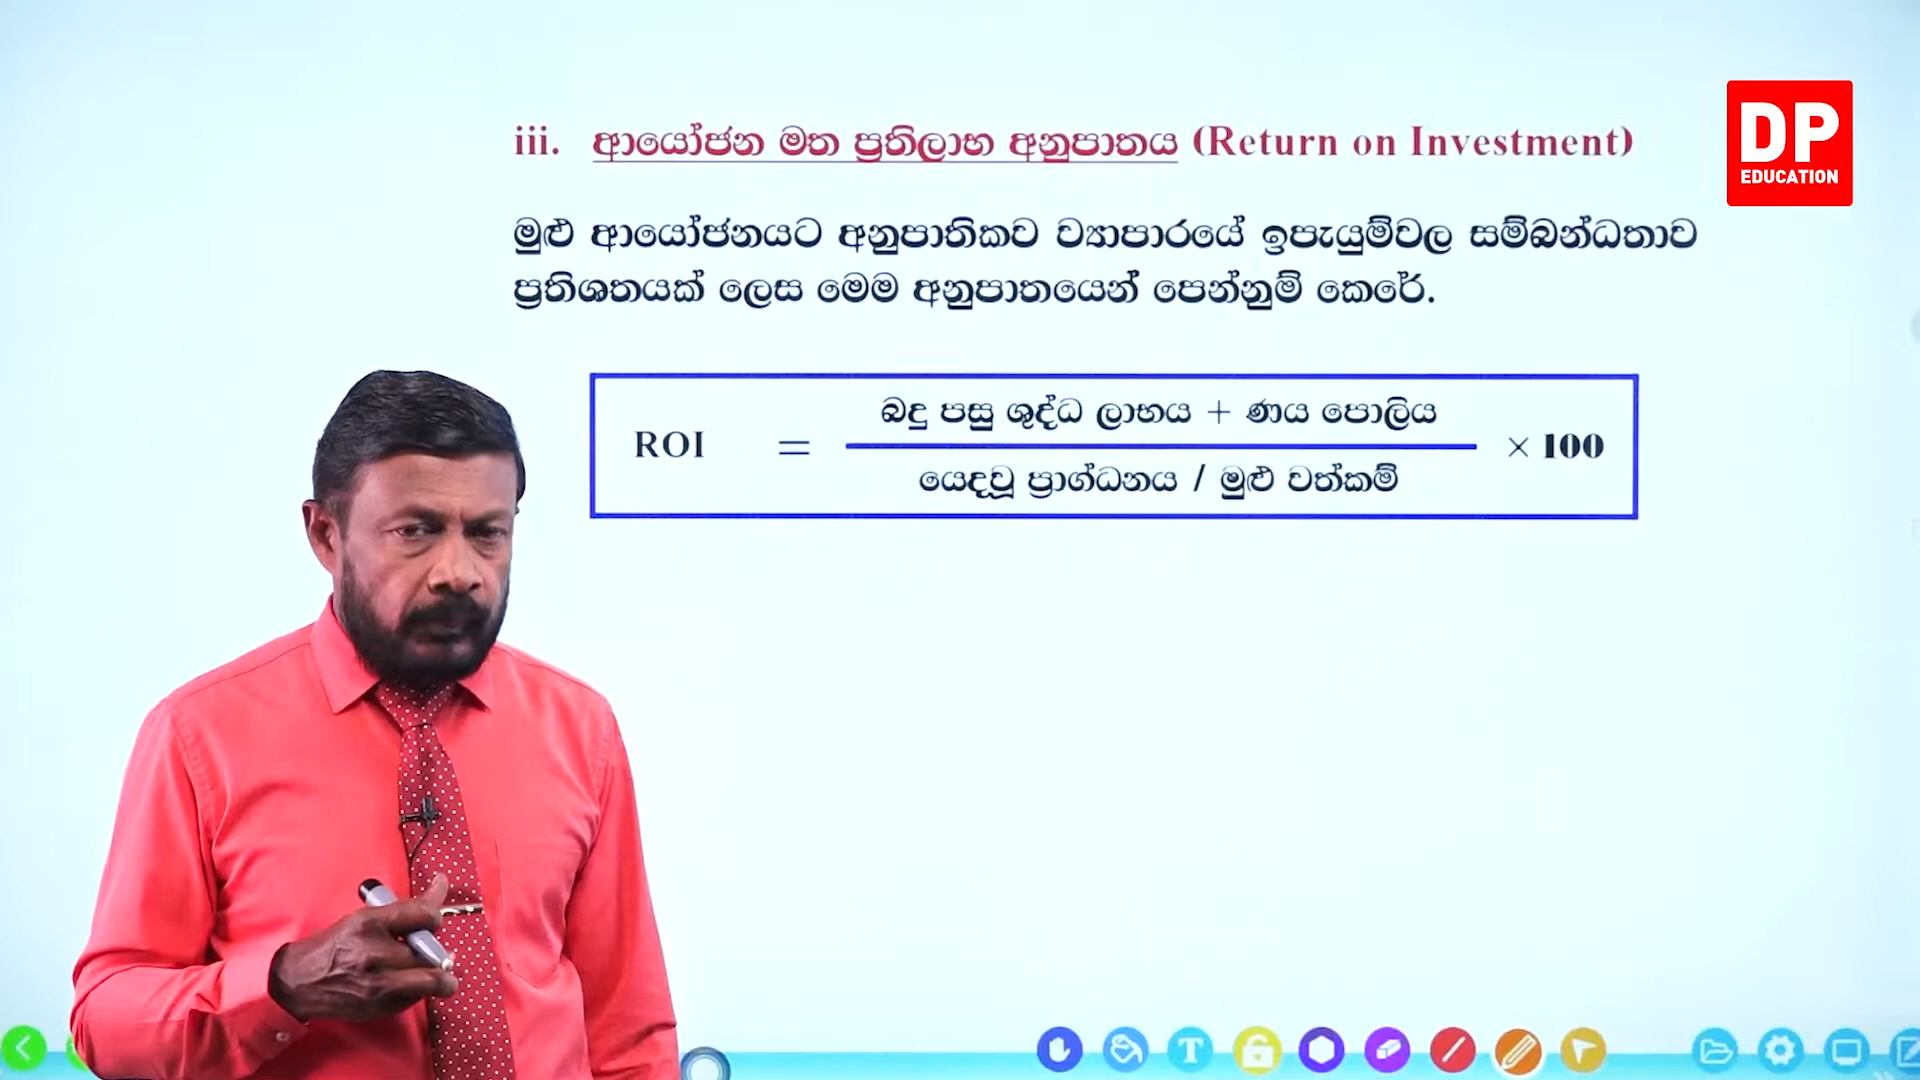 DP
EDUCATION
iii. ආයෝජන මත ප්‍රතිලාභ අනුපාතය (Return on Investment)
මුළු ආයෝජනයට අනුපාතිකව ව්‍යාපාරයේ ඉපැයුම්වල සම්බන්ධතාව
ප්‍රතිශතයක් ලෙස මෙම අනුපාතයෙන් පෙන්නුම් කෙරේ.
බදු පසු ශුද්ධ ලාභය + ණය පොලිය
ROI = × 100
යෙදවූ ප්‍රාග්ධනය / මුළු වත්කම්
T